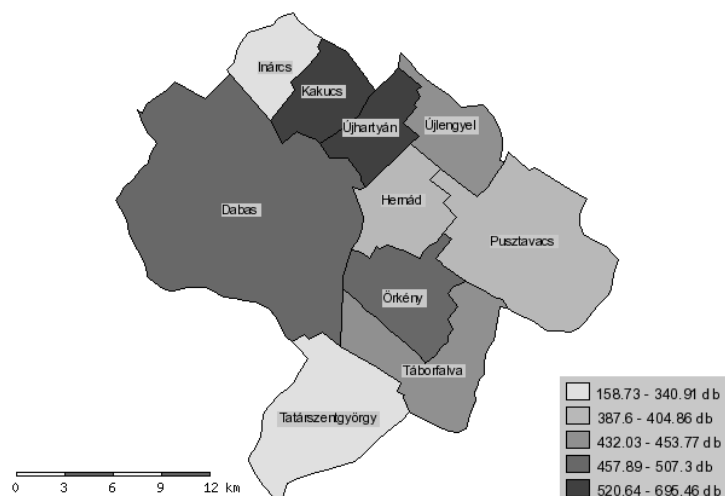 Inárcs
Kakucs
Újhartyán
Újlengyel
Dabas
Hernád
Pusztavacs
Örkény
Táborfalva
Tatárszentgyörgy
158.73 - 340.91 db
387.6 - 404.86 db
432.03 - 453.77 db
457.89 - 507.3 db
520.64 - 695.46 db
0 3 6 9 12 km